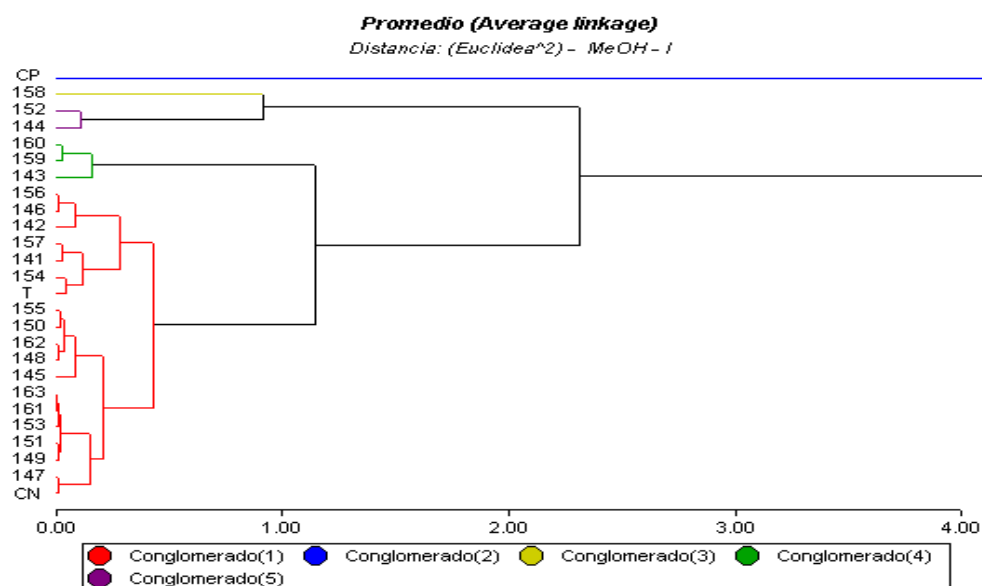 Promedio (Average linkage)
Distancia: (Euclidea^2) - MeOH - I
CP
158
152
144
160
159
143
156
146
142
157
141
154
T
155
150
162
148
145
163
161
153
151
149
147
CN
0.00 1.00 2.00 3.00 4.00
Conglomerado(1) Conglomerado(2) Conglomerado(3) Conglomerado(4)
Conglomerado(5)